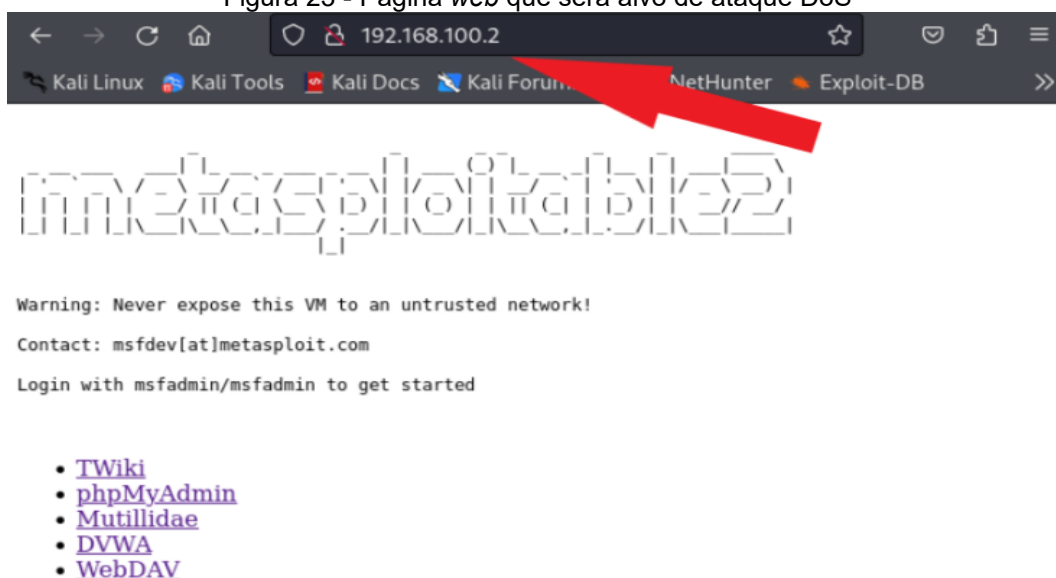 Figura 23 - Página web que será alvo de ataque DoS
192.168.100.2
Kali Linux Kali Tools Kali Docs Kali Forum NetHunter Exploit-DB
metasploitable2
Warning: Never expose this VM to an untrusted network!
Contact: msfdev[at]metasploit.com
Login with msfadmin/msfadmin to get started
• TWiki
• phpMyAdmin
• Mutillidae
• DVWA
• WebDAV